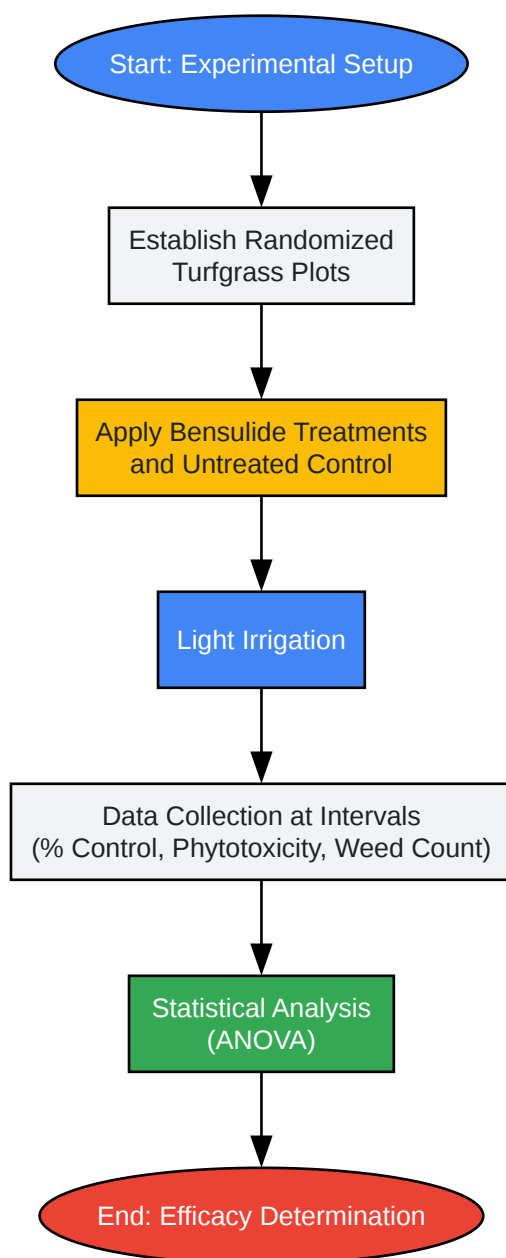 Start: Experimental Setup
Establish Randomized
Turfgrass Plots
Apply Bensulide Treatments
and Untreated Control
Light Irrigation
Data Collection at Intervals
(% Control, Phytotoxicity, Weed Count)
Statistical Analysis
(ANOVA)
End: Efficacy Determination